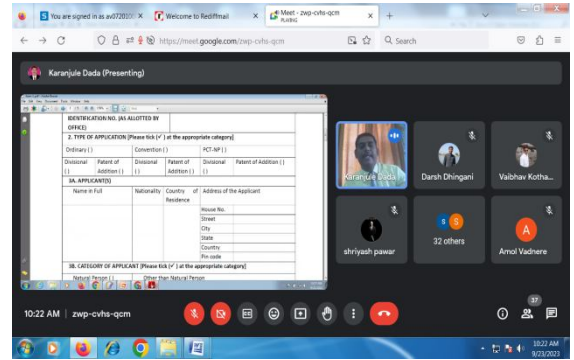 You are signed in as av072010
Welcome to Rediffmail
Meet - zwp-cvhs-qcm
PLAYING
https://meet.google.com/zwp-cvhs-qcm
Search
Karanjule Dada (Presenting)
IDENTIFICATION NO. (AS ALLOTTED BY
OFFICE)
2. TYPE OF APPLICATION [Please tick (✓) at the appropriate category]
Ordinary ( ) Convention ( ) PCT-NP ( )
Divisional ( ) Patent of Addition ( ) Divisional ( ) Patent of Addition ( ) Divisional ( ) Patent of Addition ( )
3A. APPLICANT(S)
Name in Full Nationality Country of Residence Address of the Applicant
House No.
Street
City
State
Country
Pin code
3B. CATEGORY OF APPLICANT [Please tick (✓) at the appropriate category]
Natural Person ( ) Other than Natural Person
Karanjule Dada
Darsh Dhingani
Vaibhav Kotha...
shriyash pawar
S S
32 others
A
Amol Vadnere
10:22 AM | zwp-cvhs-qcm
37
10:22 AM
9/23/2023